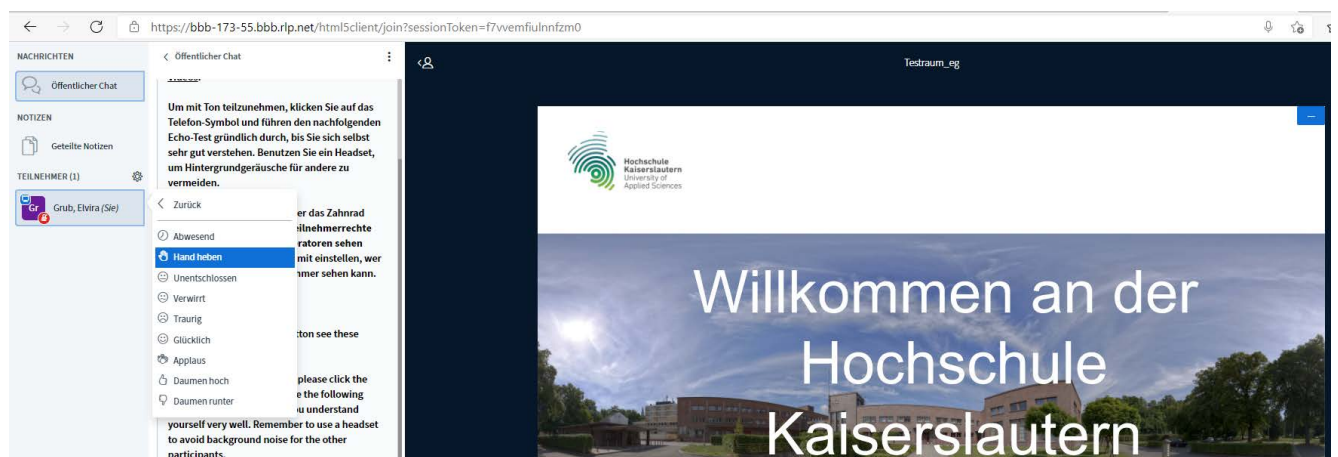 https://bbb-173-55.bbb.rlp.net/html5client/join?sessionToken=f7vvemfiulnnfzm0
NACHRICHTEN
Öffentlicher Chat
NOTIZEN
Geteilte Notizen
TEILNEHMER (1)
Gr
Grub, Elvira (Sie)
Öffentlicher Chat
Videos.
Um mit Ton teilzunehmen, klicken Sie auf das
Telefon-Symbol und führen den nachfolgenden
Echo-Test gründlich durch, bis Sie sich selbst
sehr gut verstehen. Benutzen Sie ein Headset,
um Hintergrundgeräusche für andere zu
vermeiden.
er das Zahnrad
eilnehmerrechte
ratoren sehen
mit einstellen, wer
hmer sehen kann.
tton see these
please click the
e the following
ou understand
yourself very well. Remember to use a headset
to avoid background noise for the other
participants.
Zurück
Abwesend
Hand heben
Unentschlossen
Verwirrt
Traurig
Glücklich
Applaus
Daumen hoch
Daumen runter
Testraum_eg
Hochschule
Kaiserslautern
University of
Applied Sciences
Willkommen an der
Hochschule
Kaiserslautern